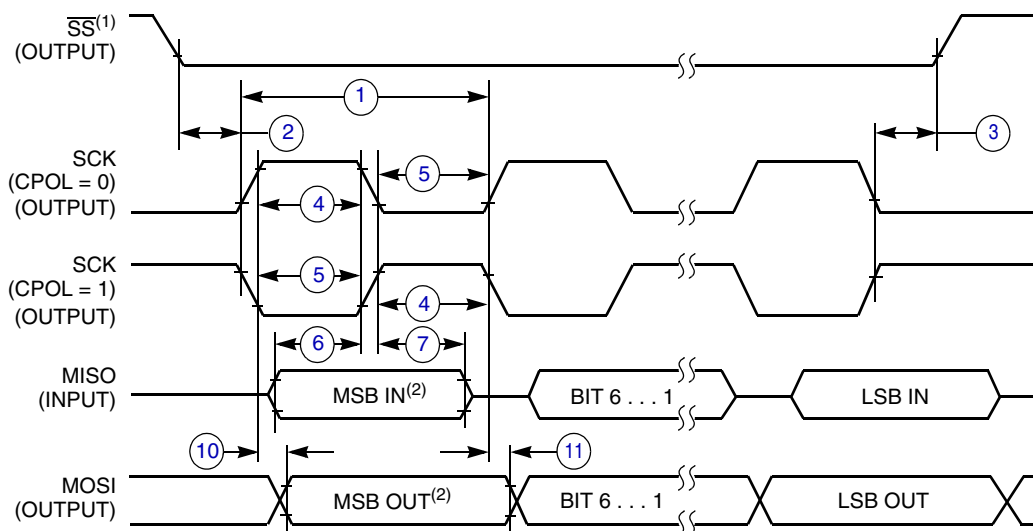 SS(1)
(OUTPUT)
1
2
3
SCK
(CPOL = 0)
(OUTPUT)
5
4
SCK
(CPOL = 1)
(OUTPUT)
5
4
6
7
MISO
(INPUT)
MSB IN(2)
BIT 6 . . . 1
LSB IN
10
11
MOSI
(OUTPUT)
MSB OUT(2)
BIT 6 . . . 1
LSB OUT